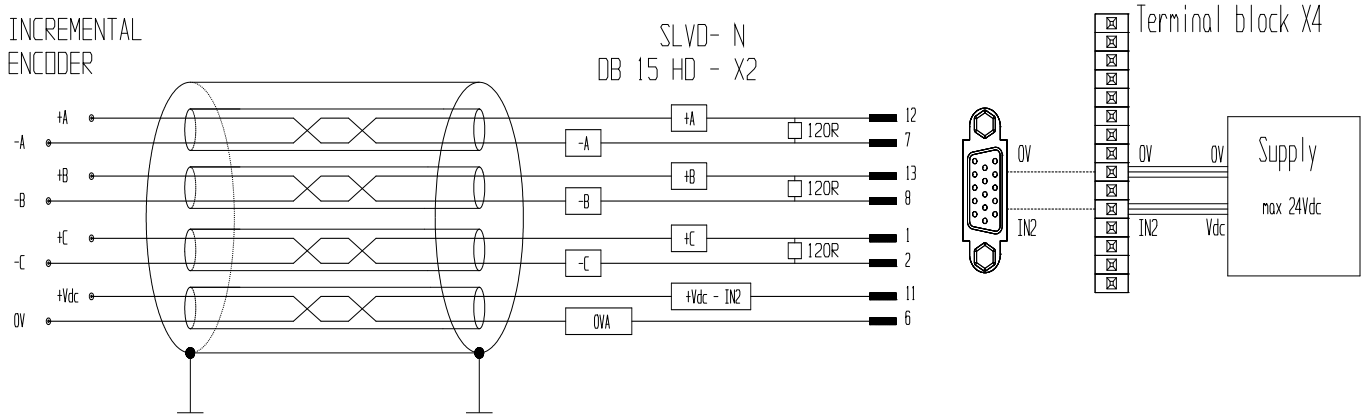 INCREMENTAL
ENCODER
SLVD- N
DB 15 HD - X2
Terminal block X4
+A
+A
12
-A
-A
120R
7
+B
+B
13
-B
-B
120R
8
+C
+C
1
-C
-C
120R
2
+Vdc
+Vdc - IN2
11
0V
0VA
6
0V
0V
0V
Supply
max 24Vdc
IN2
IN2
Vdc